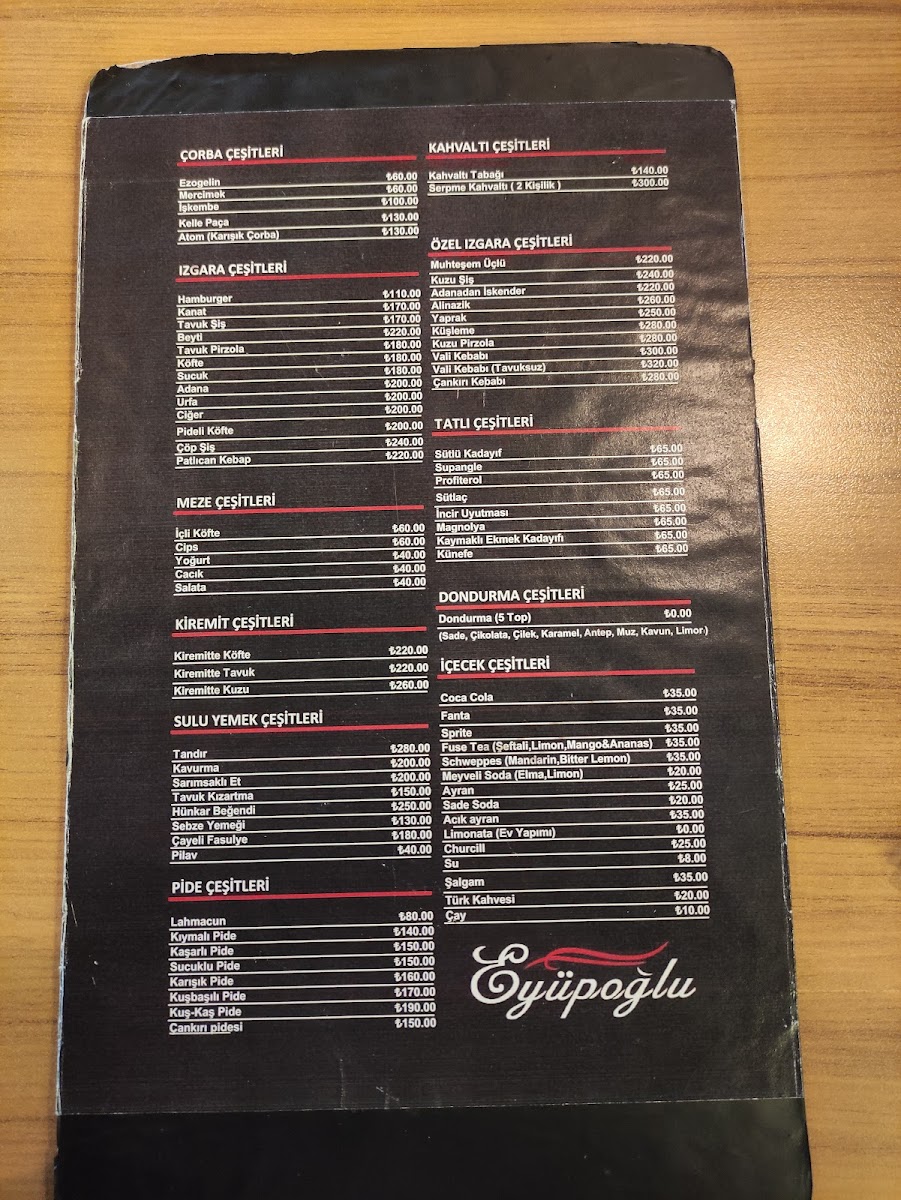 ÇORBA ÇEŞİTLERİ
Ezogelin ₺60.00
Mercimek ₺60.00
İşkembe ₺100.00
Kelle Paça ₺130.00
Atom (Karışık Çorba) ₺130.00
IZGARA ÇEŞİTLERİ
Hamburger ₺110.00
Kanat ₺170.00
Tavuk Şiş ₺170.00
Beyti ₺220.00
Tavuk Pirzola ₺180.00
Köfte ₺180.00
Sucuk ₺180.00
Adana ₺200.00
Urfa ₺200.00
Ciğer ₺200.00
Pideli Köfte ₺200.00
Çöp Şiş ₺240.00
Patlıcan Kebap ₺220.00
MEZE ÇEŞİTLERİ
İçli Köfte ₺60.00
Cips ₺60.00
Yoğurt ₺40.00
Cacık ₺40.00
Salata ₺40.00
KİREMİT ÇEŞİTLERİ
Kiremitte Köfte ₺220.00
Kiremitte Tavuk ₺220.00
Kiremitte Kuzu ₺260.00
SULU YEMEK ÇEŞİTLERİ
Tandır ₺280.00
Kavurma ₺200.00
Sarımsaklı Et ₺200.00
Tavuk Kızartma ₺150.00
Hünkar Beğendi ₺250.00
Sebze Yemeği ₺130.00
Çayeli Fasulye ₺180.00
Pilav ₺40.00
PİDE ÇEŞİTLERİ
Lahmacun ₺80.00
Kıymalı Pide ₺140.00
Kaşarlı Pide ₺150.00
Sucuklu Pide ₺150.00
Karışık Pide ₺160.00
Kuşbaşılı Pide ₺170.00
Kuş-Kaş Pide ₺190.00
Çankırı pidesi ₺150.00
KAHVALTI ÇEŞİTLERİ
Kahvaltı Tabağı ₺140.00
Serpme Kahvaltı ( 2 Kişilik ) ₺300.00
ÖZEL IZGARA ÇEŞİTLERİ
Muhteşem Üçlü ₺220.00
Kuzu Şiş ₺240.00
Adanadan İskender ₺220.00
Alinazik ₺260.00
Yaprak ₺250.00
Küşleme ₺280.00
Kuzu Pirzola ₺280.00
Vali Kebabı ₺300.00
Vali Kebabı (Tavuksuz) ₺320.00
Çankırı Kebabı ₺280.00
TATLI ÇEŞİTLERİ
Sütlü Kadayıf ₺65.00
Supangle ₺65.00
Profiterol ₺65.00
Sütlaç ₺65.00
İncir Uyutması ₺65.00
Magnolya ₺65.00
Kaymaklı Ekmek Kadayıfı ₺65.00
Künefe ₺65.00
DONDURMA ÇEŞİTLERİ
Dondurma (5 Top) ₺0.00
(Sade, Çikolata, Çilek, Karamel, Antep, Muz, Kavun, Limon)
İÇECEK ÇEŞİTLERİ
Coca Cola ₺35.00
Fanta ₺35.00
Sprite ₺35.00
Fuse Tea (Şeftali,Limon,Mango&Ananas) ₺35.00
Schweppes (Mandarin,Bitter Lemon) ₺35.00
Meyveli Soda (Elma,Limon) ₺20.00
Ayran ₺25.00
Sade Soda ₺20.00
Acık ayran ₺35.00
Limonata (Ev Yapımı) ₺0.00
Churcill ₺25.00
Su ₺8.00
Şalgam ₺35.00
Türk Kahvesi ₺20.00
Çay ₺10.00
Eyüpoğlu